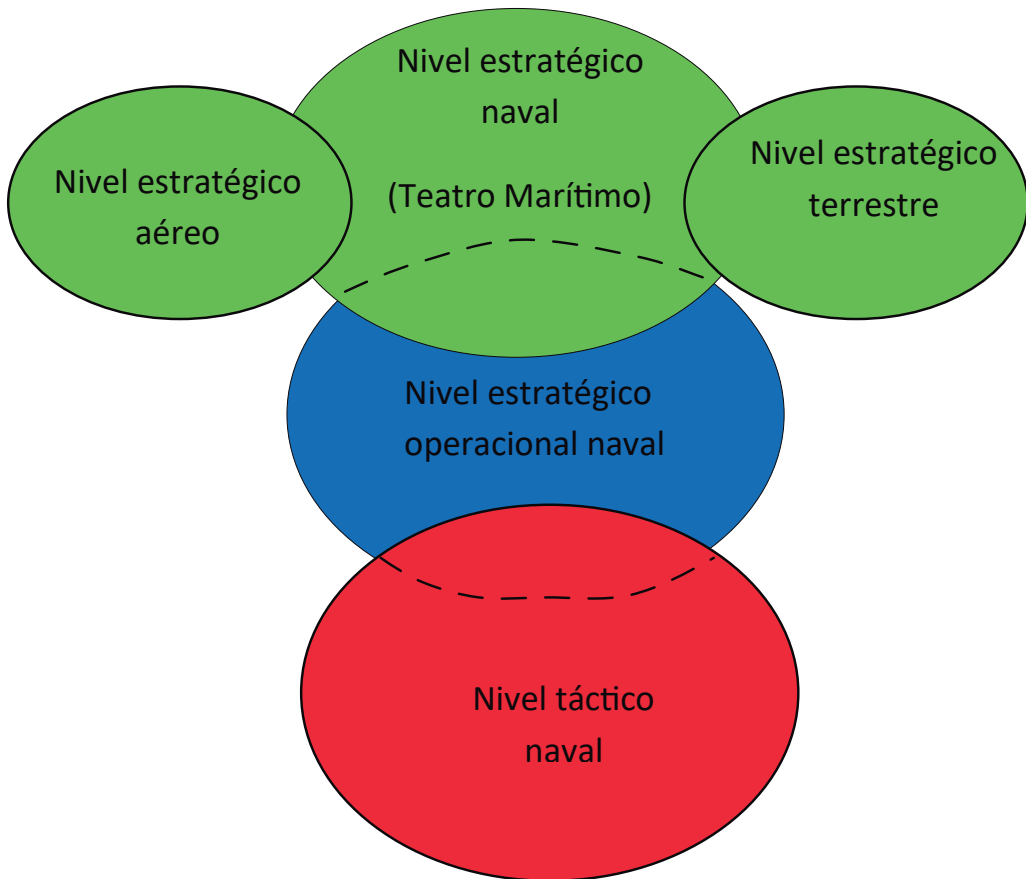 Nivel estratégico
naval
(Teatro Marítimo)
Nivel estratégico
aéreo
Nivel estratégico
terrestre
Nivel estratégico
operacional naval
Nivel táctico
naval